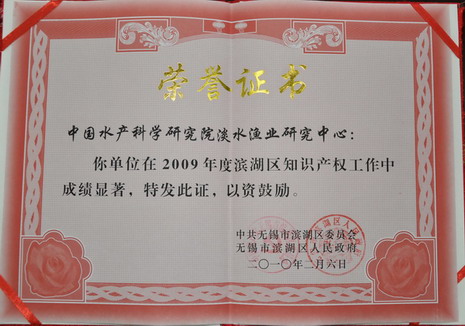 荣誉证书
中国水产科学研究院淡水渔业研究中心：
你单位在2009年度滨湖区知识产权工作中
成绩显著，特发此证，以资鼓励。
中共无锡市滨湖区委员会
无锡市滨湖区人民政府
二〇一〇年二月六日